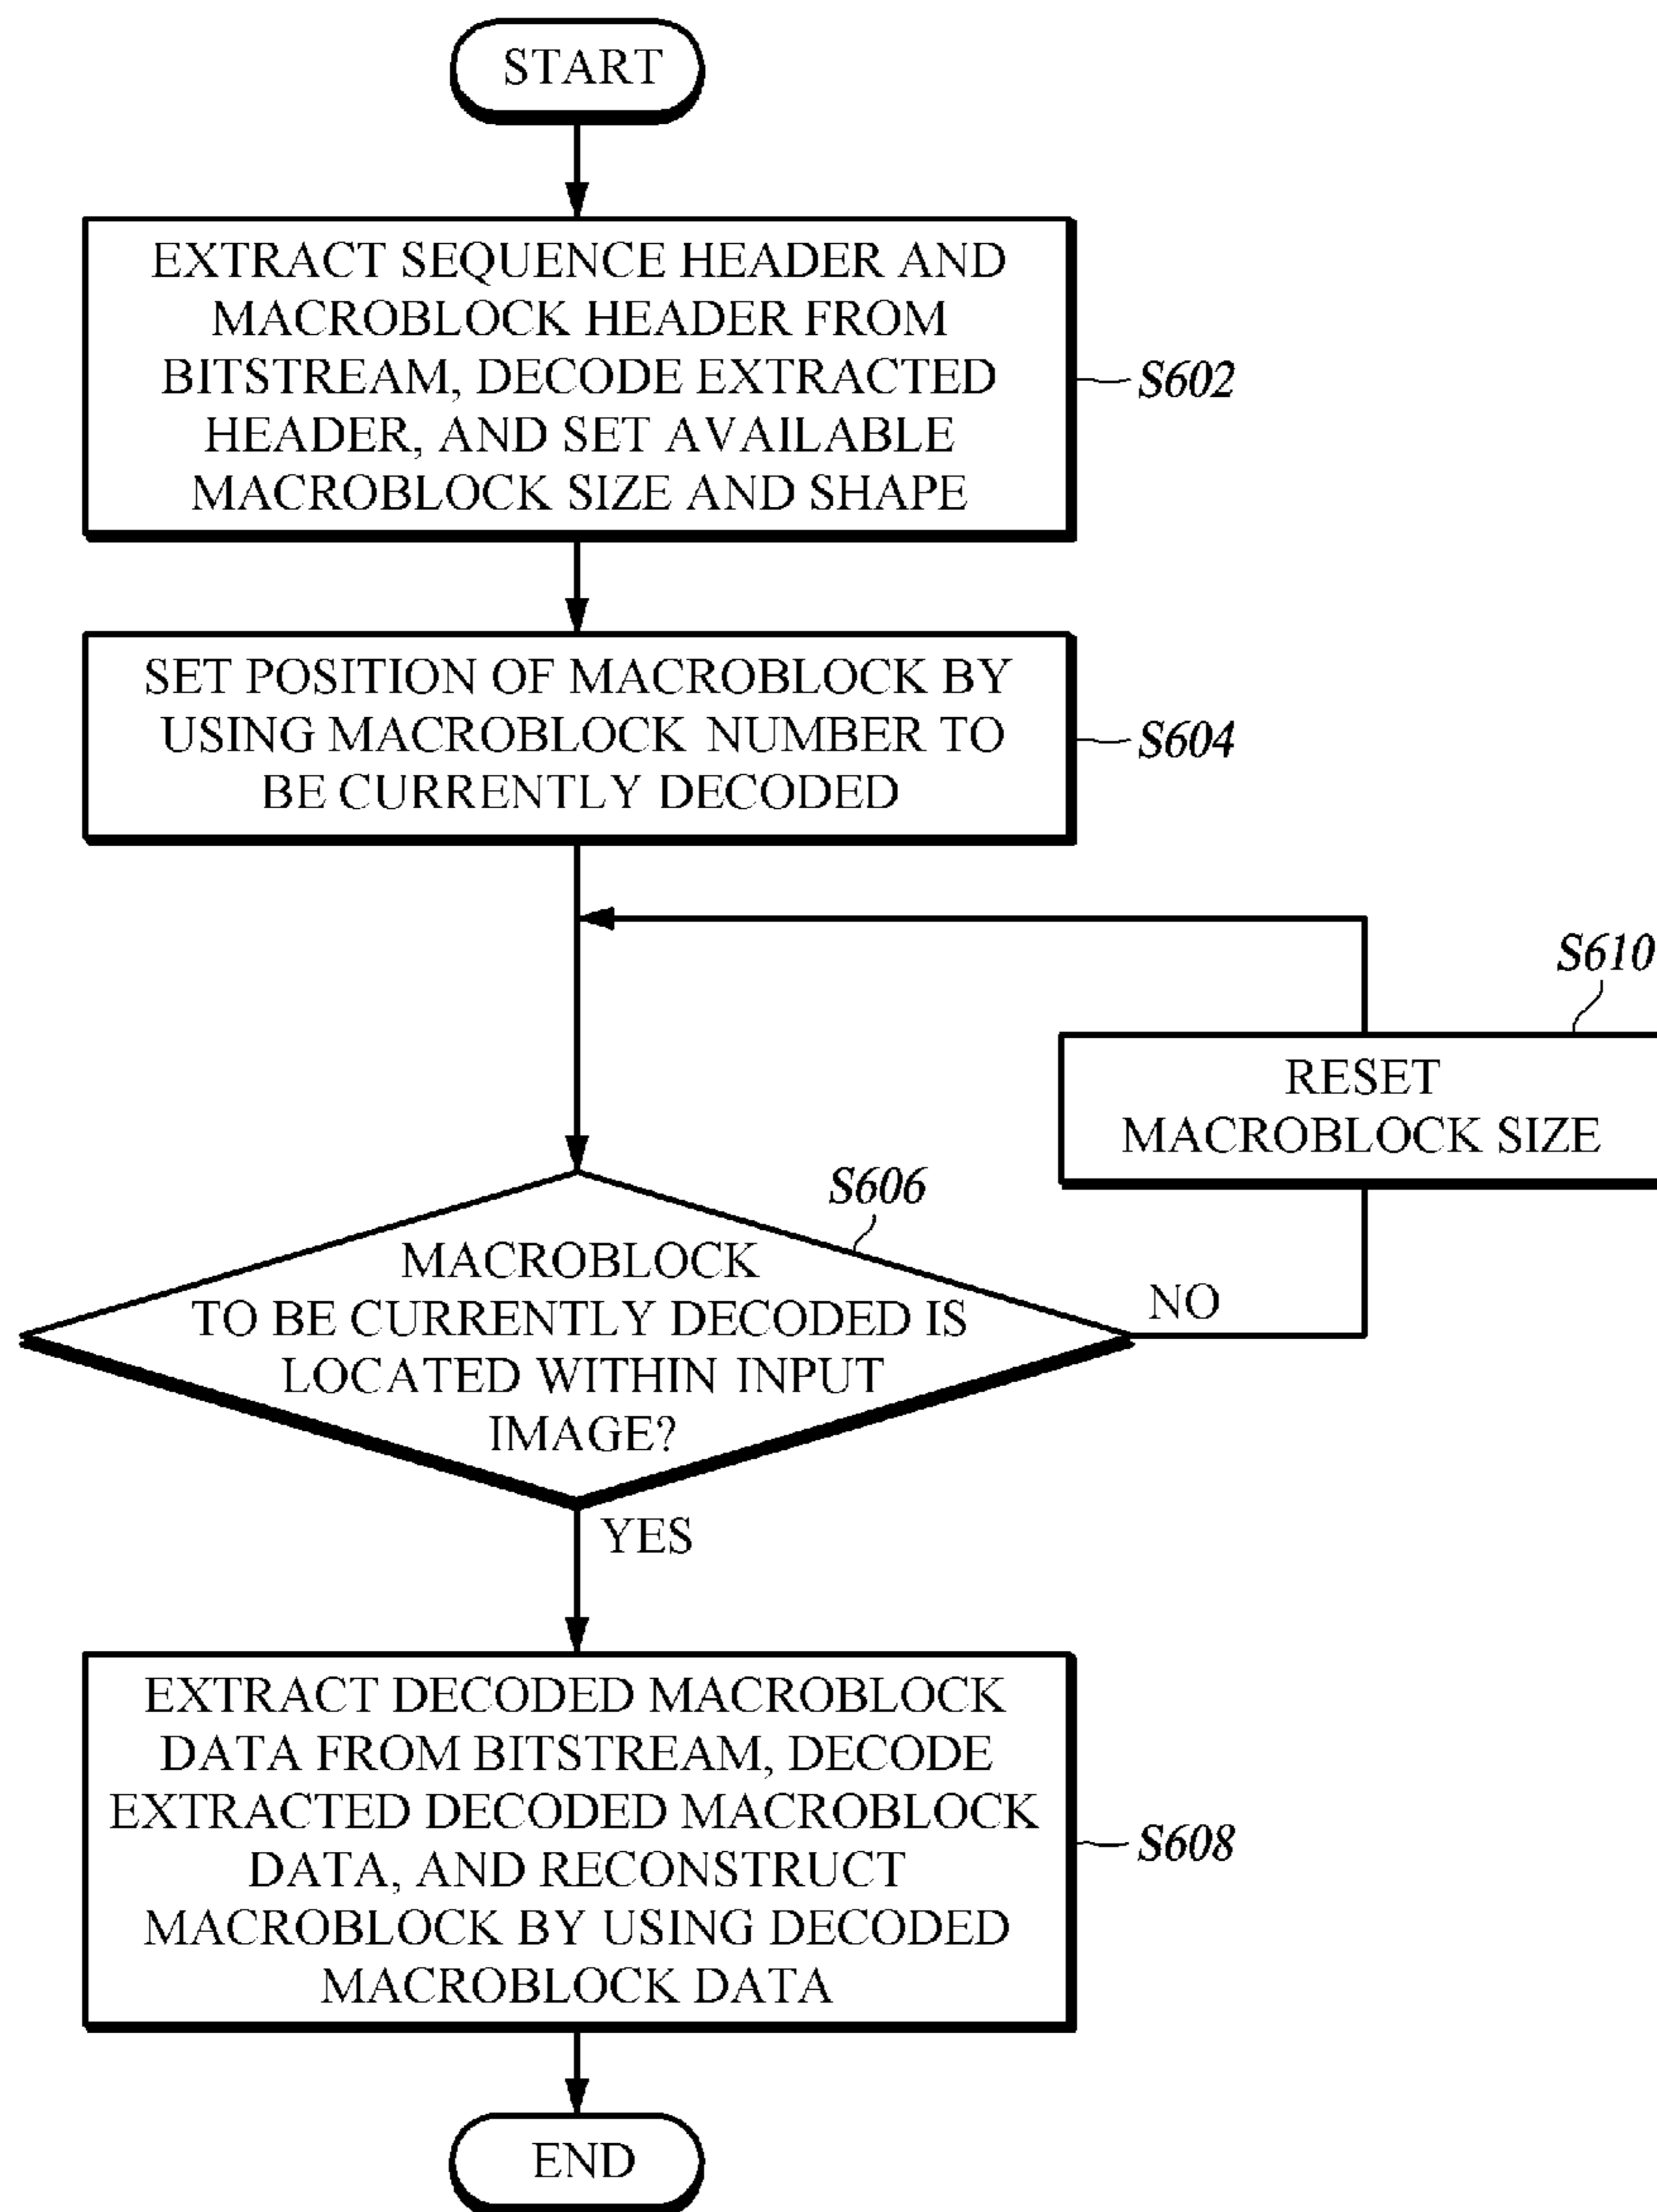 START
EXTRACT SEQUENCE HEADER AND
MACROBLOCK HEADER FROM
BITSTREAM, DECODE EXTRACTED
HEADER, AND SET AVAILABLE
MACROBLOCK SIZE AND SHAPE
S602
SET POSITION OF MACROBLOCK BY
USING MACROBLOCK NUMBER TO
BE CURRENTLY DECODED
S604
S610
RESET
MACROBLOCK SIZE
S606
MACROBLOCK
TO BE CURRENTLY DECODED IS
LOCATED WITHIN INPUT
IMAGE?
NO
YES
EXTRACT DECODED MACROBLOCK
DATA FROM BITSTREAM, DECODE
EXTRACTED DECODED MACROBLOCK
DATA, AND RECONSTRUCT
MACROBLOCK BY USING DECODED
MACROBLOCK DATA
S608
END